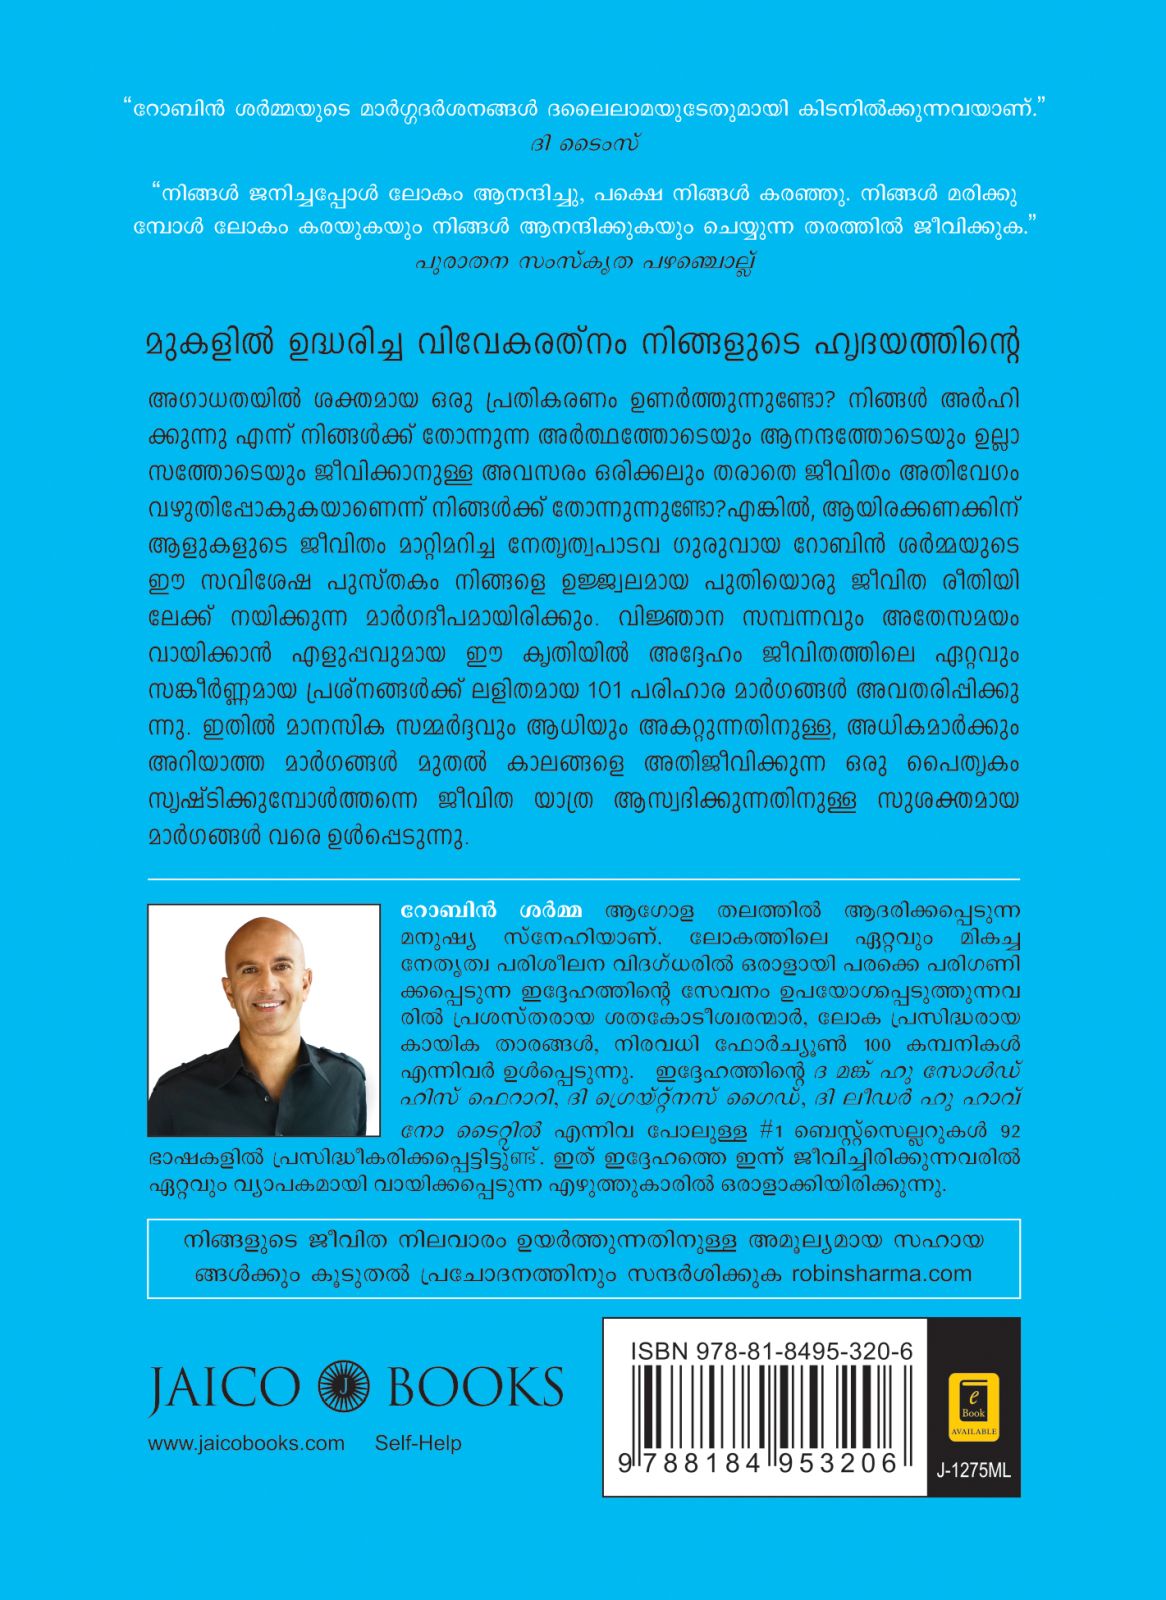 “റോബിൻ ശർമ്മയുടെ മാർഗ്ഗദർശനങ്ങൾ ദലൈലാമയുടേതുമായി കിടനിൽക്കുന്നവയാണ്.”
ദി ടൈംസ്
“നിങ്ങൾ ജനിച്ചപ്പോൾ ലോകം ആനന്ദിച്ചു, പക്ഷെ നിങ്ങൾ കരഞ്ഞു. നിങ്ങൾ മരിക്കു
മ്പോൾ ലോകം കരയുകയും നിങ്ങൾ ആനന്ദിക്കുകയും ചെയ്യുന്ന തരത്തിൽ ജീവിക്കുക.”
പുരാതന സംസ്കൃത പഴഞ്ചൊല്ല്
മുകളിൽ ഉദ്ധരിച്ച വിവേകരത്നം നിങ്ങളുടെ ഹൃദയത്തിന്റെ
അഗാധതയിൽ ശക്തമായ ഒരു പ്രതികരണം ഉണർത്തുന്നുണ്ടോ? നിങ്ങൾ അർഹി
ക്കുന്നു എന്ന് നിങ്ങൾക്ക് തോന്നുന്ന അർത്ഥത്തോടെയും ആനന്ദത്തോടെയും ഉല്ലാ
സത്തോടെയും ജീവിക്കാനുള്ള അവസരം ഒരിക്കലും തരാതെ ജീവിതം അതിവേഗം
വഴുതിപ്പോകുകയാണെന്ന് നിങ്ങൾക്ക് തോന്നുന്നുണ്ടോ?എങ്കിൽ, ആയിരക്കണക്കിന്
ആളുകളുടെ ജീവിതം മാറ്റിമറിച്ച നേതൃത്വപാടവ ഗുരുവായ റോബിൻ ശർമ്മയുടെ
ഈ സവിശേഷ പുസ്തകം നിങ്ങളെ ഉജ്ജ്വലമായ പുതിയൊരു ജീവിത രീതിയി
ലേക്ക് നയിക്കുന്ന മാർഗദീപമായിരിക്കും. വിജ്ഞാന സമ്പന്നവും അതേസമയം
വായിക്കാൻ എളുപ്പവുമായ ഈ കൃതിയിൽ അദ്ദേഹം ജീവിതത്തിലെ ഏറ്റവും
സങ്കീർണ്ണമായ പ്രശ്നങ്ങൾക്ക് ലളിതമായ 101 പരിഹാര മാർഗങ്ങൾ അവതരിപ്പിക്കു
ന്നു. ഇതിൽ മാനസിക സമ്മർദ്ദവും ആധിയും അകറ്റുന്നതിനുള്ള, അധികമാർക്കും
അറിയാത്ത മാർഗങ്ങൾ മുതൽ കാലങ്ങളെ അതിജീവിക്കുന്ന ഒരു പൈതൃകം
സൃഷ്ടിക്കുമ്പോൾത്തന്നെ ജീവിത യാത്ര ആസ്വദിക്കുന്നതിനുള്ള സുശക്തമായ
മാർഗങ്ങൾ വരെ ഉൾപ്പെടുന്നു.
റോബിൻ ശർമ്മ ആഗോള തലത്തിൽ ആദരിക്കപ്പെടുന്ന
മനുഷ്യ സ്നേഹിയാണ്. ലോകത്തിലെ ഏറ്റവും മികച്ച
നേതൃത്വ പരിശീലന വിദഗ്ധരിൽ ഒരാളായി പരക്കെ പരിഗണി
ക്കപ്പെടുന്ന ഇദ്ദേഹത്തിന്റെ സേവനം ഉപയോഗപ്പെടുത്തുന്നവ
രിൽ പ്രശസ്തരായ ശതകോടീശ്വരന്മാർ, ലോക പ്രസിദ്ധരായ
കായിക താരങ്ങൾ, നിരവധി ഫോർച്യൂൺ 100 കമ്പനികൾ
എന്നിവർ ഉൾപ്പെടുന്നു. ഇദ്ദേഹത്തിന്റെ ദ മങ്ക് ഹു സോൾഡ്
ഹിസ് ഫെറാറി, ദി ഗ്രെയ്റ്റ്നസ് ഗൈഡ്, ദി ലീഡർ ഹു ഹാവ്
നോ ടൈറ്റിൽ എന്നിവ പോലുള്ള #1 ബെസ്റ്റ്സെല്ലറുകൾ 92
ഭാഷകളിൽ പ്രസിദ്ധീകരിക്കപ്പെട്ടിട്ടുണ്ട്. ഇത് ഇദ്ദേഹത്തെ ഇന്ന് ജീവിച്ചിരിക്കുന്നവരിൽ
ഏറ്റവും വ്യാപകമായി വായിക്കപ്പെടുന്ന എഴുത്തുകാരിൽ ഒരാളാക്കിയിരിക്കുന്നു.
നിങ്ങളുടെ ജീവിത നിലവാരം ഉയർത്തുന്നതിനുള്ള അമൂല്യമായ സഹായ
ങ്ങൾക്കും കൂടുതൽ പ്രചോദനത്തിനും സന്ദർശിക്കുക robinsharma.com
JAICO J BOOKS
www.jaicobooks.com Self-Help
ISBN 978-81-8495-320-6
9 788184 953206
e
Book
AVAILABLE
J-1275ML